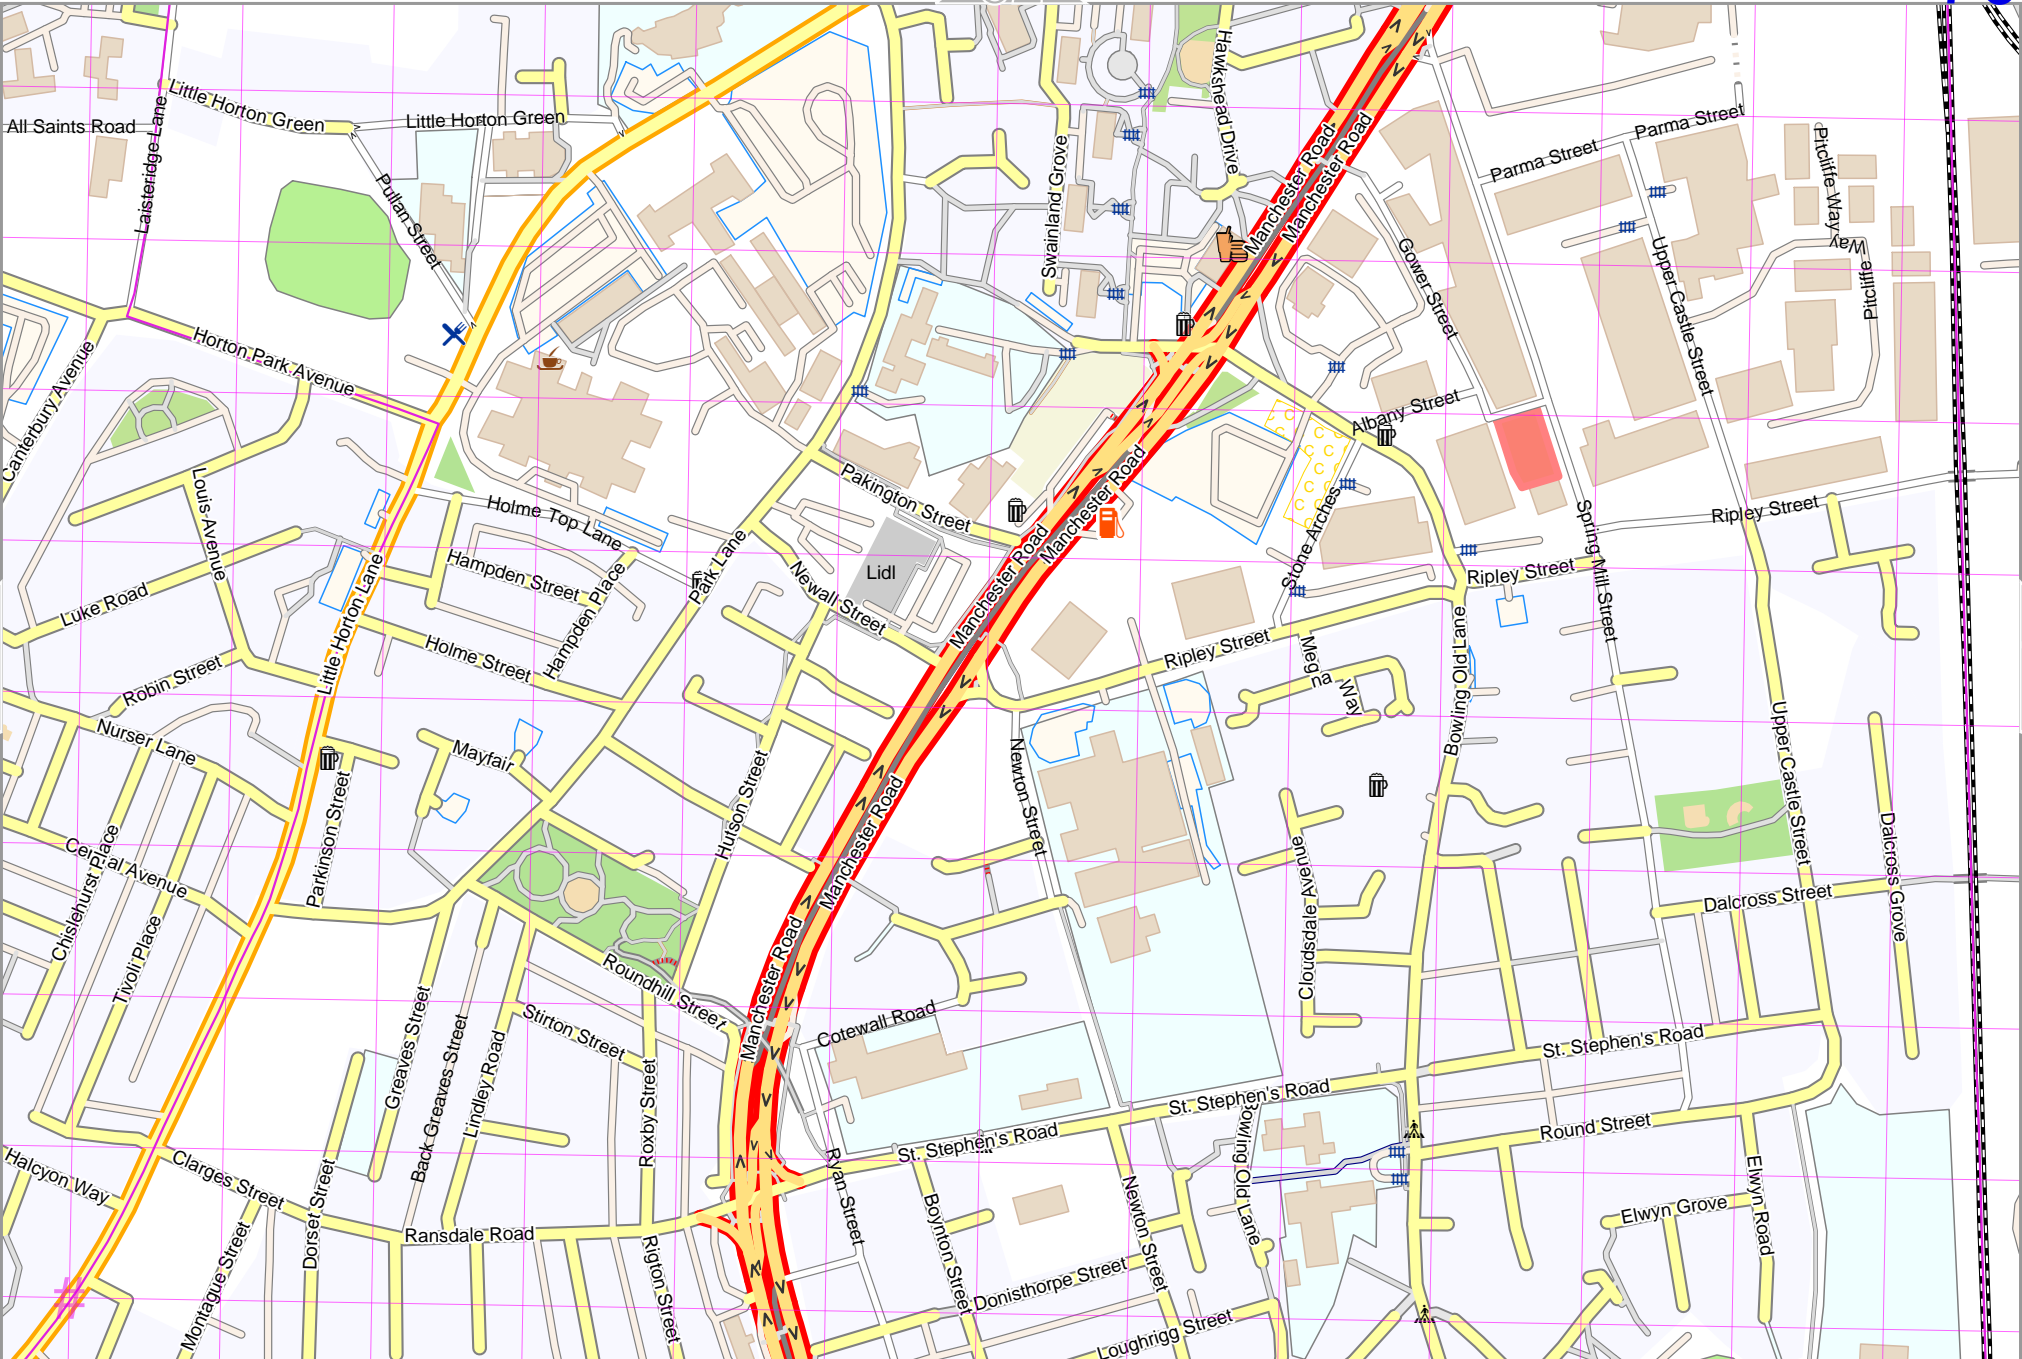 Hawkshead Drive
Little Horton Green
Little Horton Green
All Saints Road
Laisteridge Lane
Parma Street
Parma Street
Manchester Road
Manchester Road
Pitcliffe Way
Pullan Street
Swainland Grove
Gower Street
Upper Castle Street
Way
Pitcliffe
Horton Park Avenue
Canterbury Avenue
Albany Street
Louis Avenue
Pakington Street
Manchester Road
Holme Top Lane
Ripley Street
Spring Mill Street
Stone Arches
Park Lane
Lidl
Newall Street
Manchester Road
Manchester Road
Hampden Street
Hampden Place
Luke Road
Little Horton Lane
Ripley Street
Ripley Street
Holme Street
Robin Street
Megna
Way
Bowling Old Lane
Nurser Lane
Mayfair
Newton Street
Hutson Street
Manchester Road
Upper Castle Street
Parkinson Street
Central Avenue
Chislehurst Place
Cloudsdale Avenue
Dalcross Street
Dalcross Grove
Tivoli Place
Roundhill Street
Manchester Road
Greaves Street
Back Greaves Street
Stirton Street
Lindley Road
Cotewall Road
St. Stephen's Road
Roxby Street
St. Stephen's Road
Round Street
St. Stephen's Road
Bowling Old Lane
Halcyon Way
Clarges Street
Dorset Street
Ryan Street
Newton Street
Boynton Street
Elwyn Grove
Elwyn Road
Ransdale Road
Montague Street
Rigton Street
Donisthorpe Street
Loughrigg Street